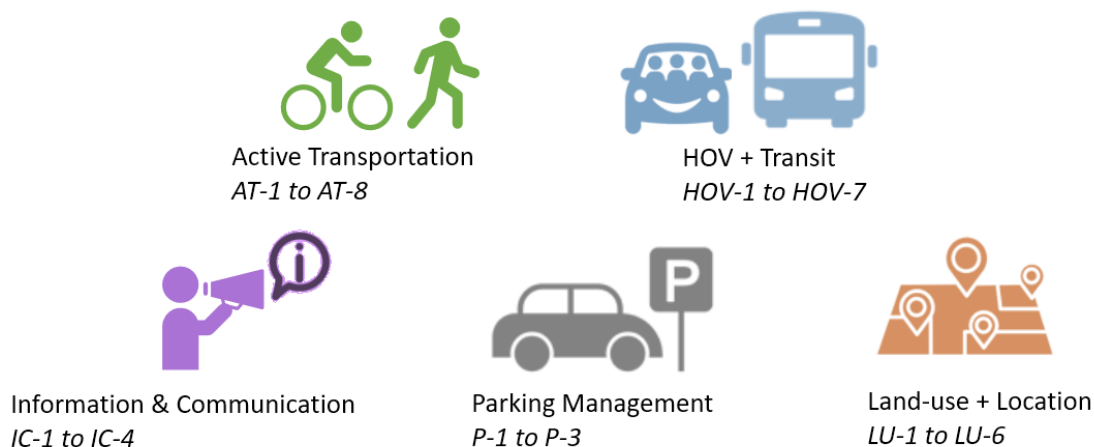 Active Transportation
AT-1 to AT-8
HOV + Transit
HOV-1 to HOV-7
i
P
Information & Communication
IC-1 to IC-4
Parking Management
P-1 to P-3
Land-use + Location
LU-1 to LU-6